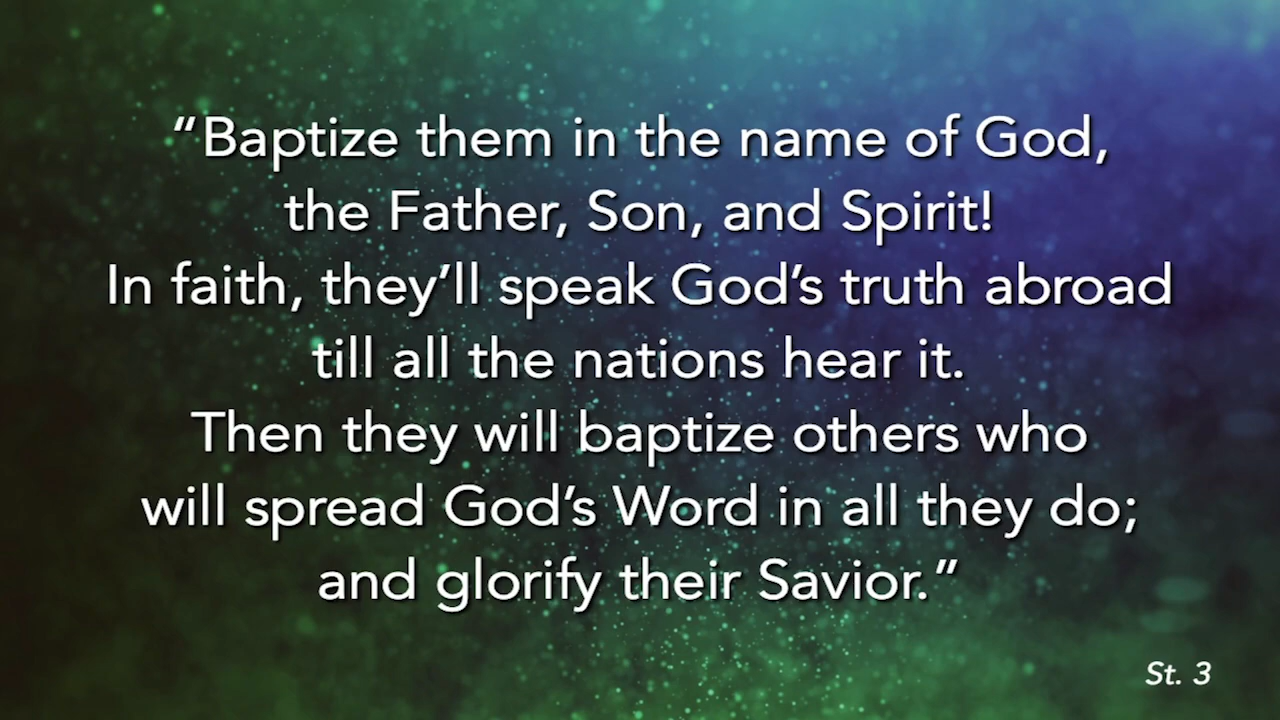 “Baptize them in the name of God,
the Father, Son, and Spirit!
In faith, they’ll speak God’s truth abroad
till all the nations hear it.
Then they will baptize others who
will spread God’s Word in all they do;
and glorify their Savior.”
St. 3